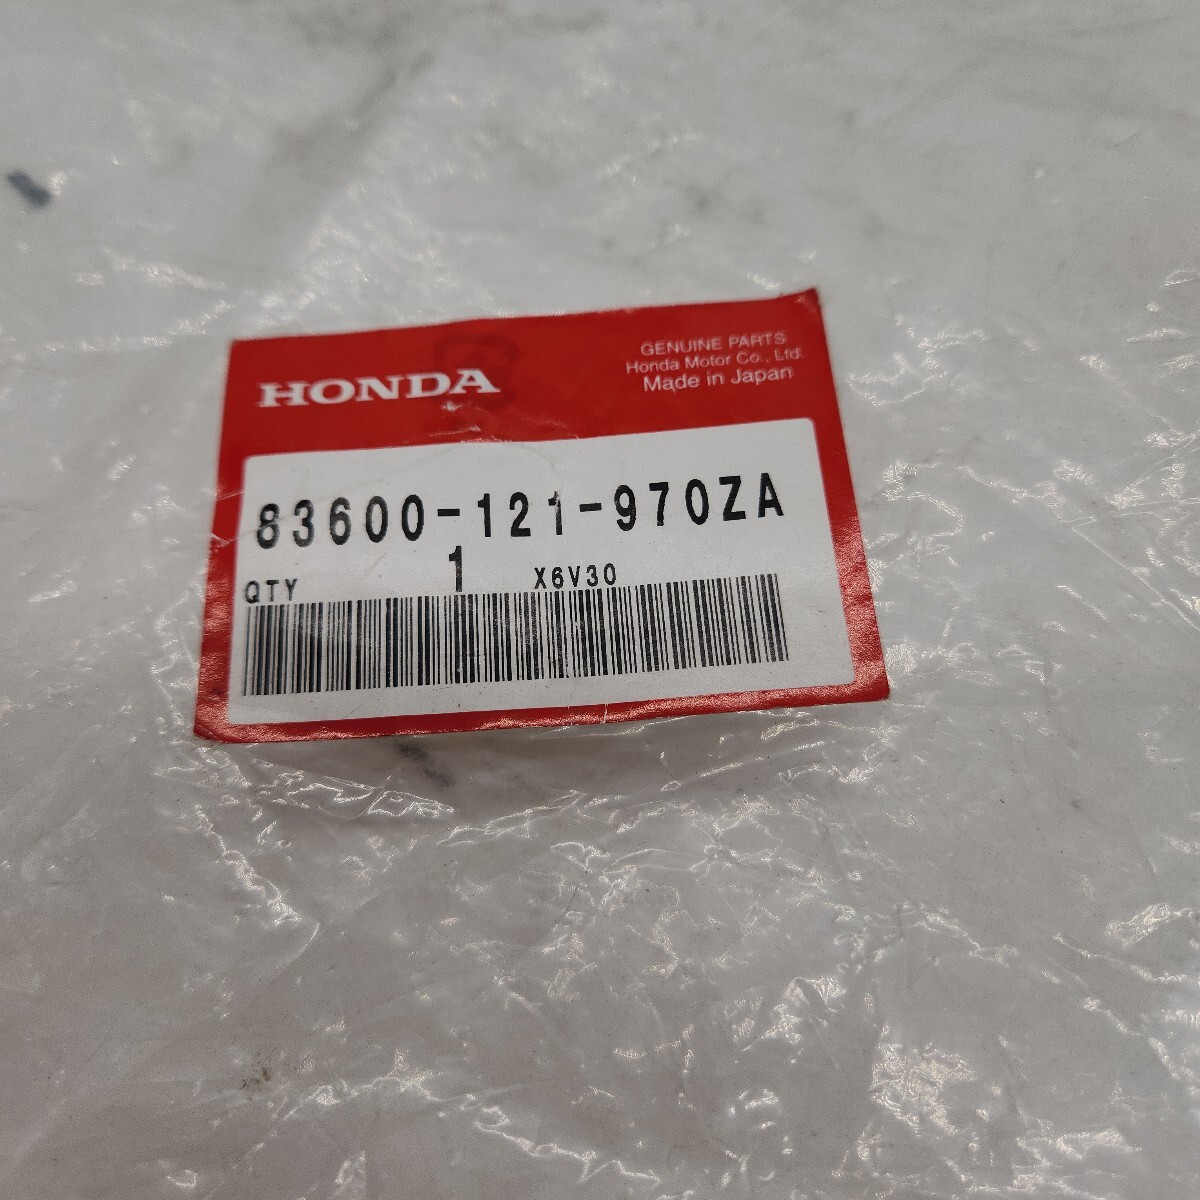 HONDA
GENUINE PARTS
Honda Motor Co., Ltd.
Made in Japan
83600-121-970ZA
QTY 1 X6V30